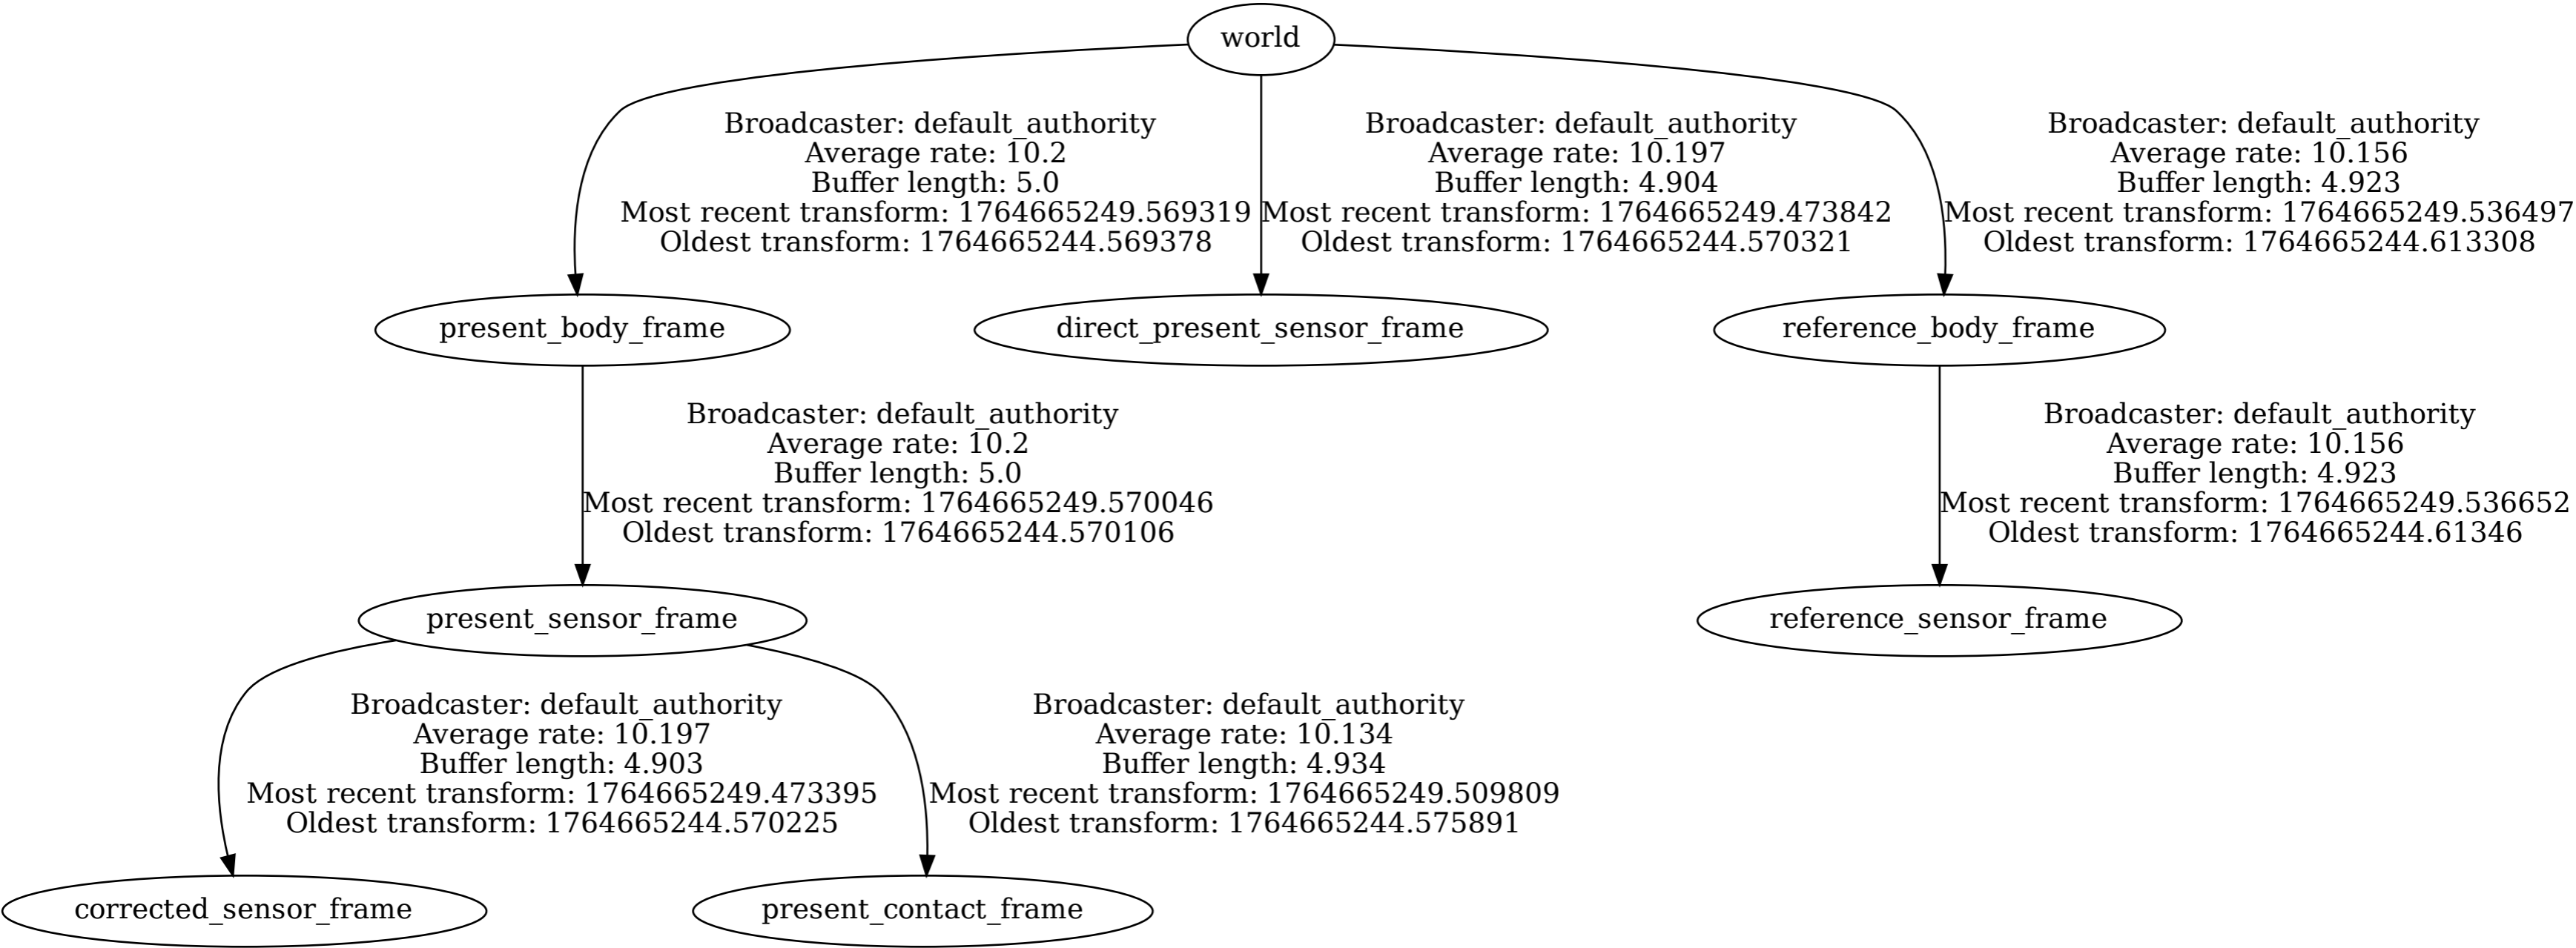 world
Broadcaster: default_authority
Average rate: 10.2
Buffer length: 5.0
Most recent transform: 1764665249.569319
Oldest transform: 1764665244.569378
Broadcaster: default_authority
Average rate: 10.197
Buffer length: 4.904
Most recent transform: 1764665249.473842
Oldest transform: 1764665244.570321
Broadcaster: default_authority
Average rate: 10.156
Buffer length: 4.923
Most recent transform: 1764665249.536497
Oldest transform: 1764665244.613308
present_body_frame
direct_present_sensor_frame
reference_body_frame
Broadcaster: default_authority
Average rate: 10.2
Buffer length: 5.0
Most recent transform: 1764665249.570046
Oldest transform: 1764665244.570106
Broadcaster: default_authority
Average rate: 10.156
Buffer length: 4.923
Most recent transform: 1764665249.536652
Oldest transform: 1764665244.61346
present_sensor_frame
reference_sensor_frame
Broadcaster: default_authority
Average rate: 10.197
Buffer length: 4.903
Most recent transform: 1764665249.473395
Oldest transform: 1764665244.570225
Broadcaster: default_authority
Average rate: 10.134
Buffer length: 4.934
Most recent transform: 1764665249.509809
Oldest transform: 1764665244.575891
corrected_sensor_frame
present_contact_frame